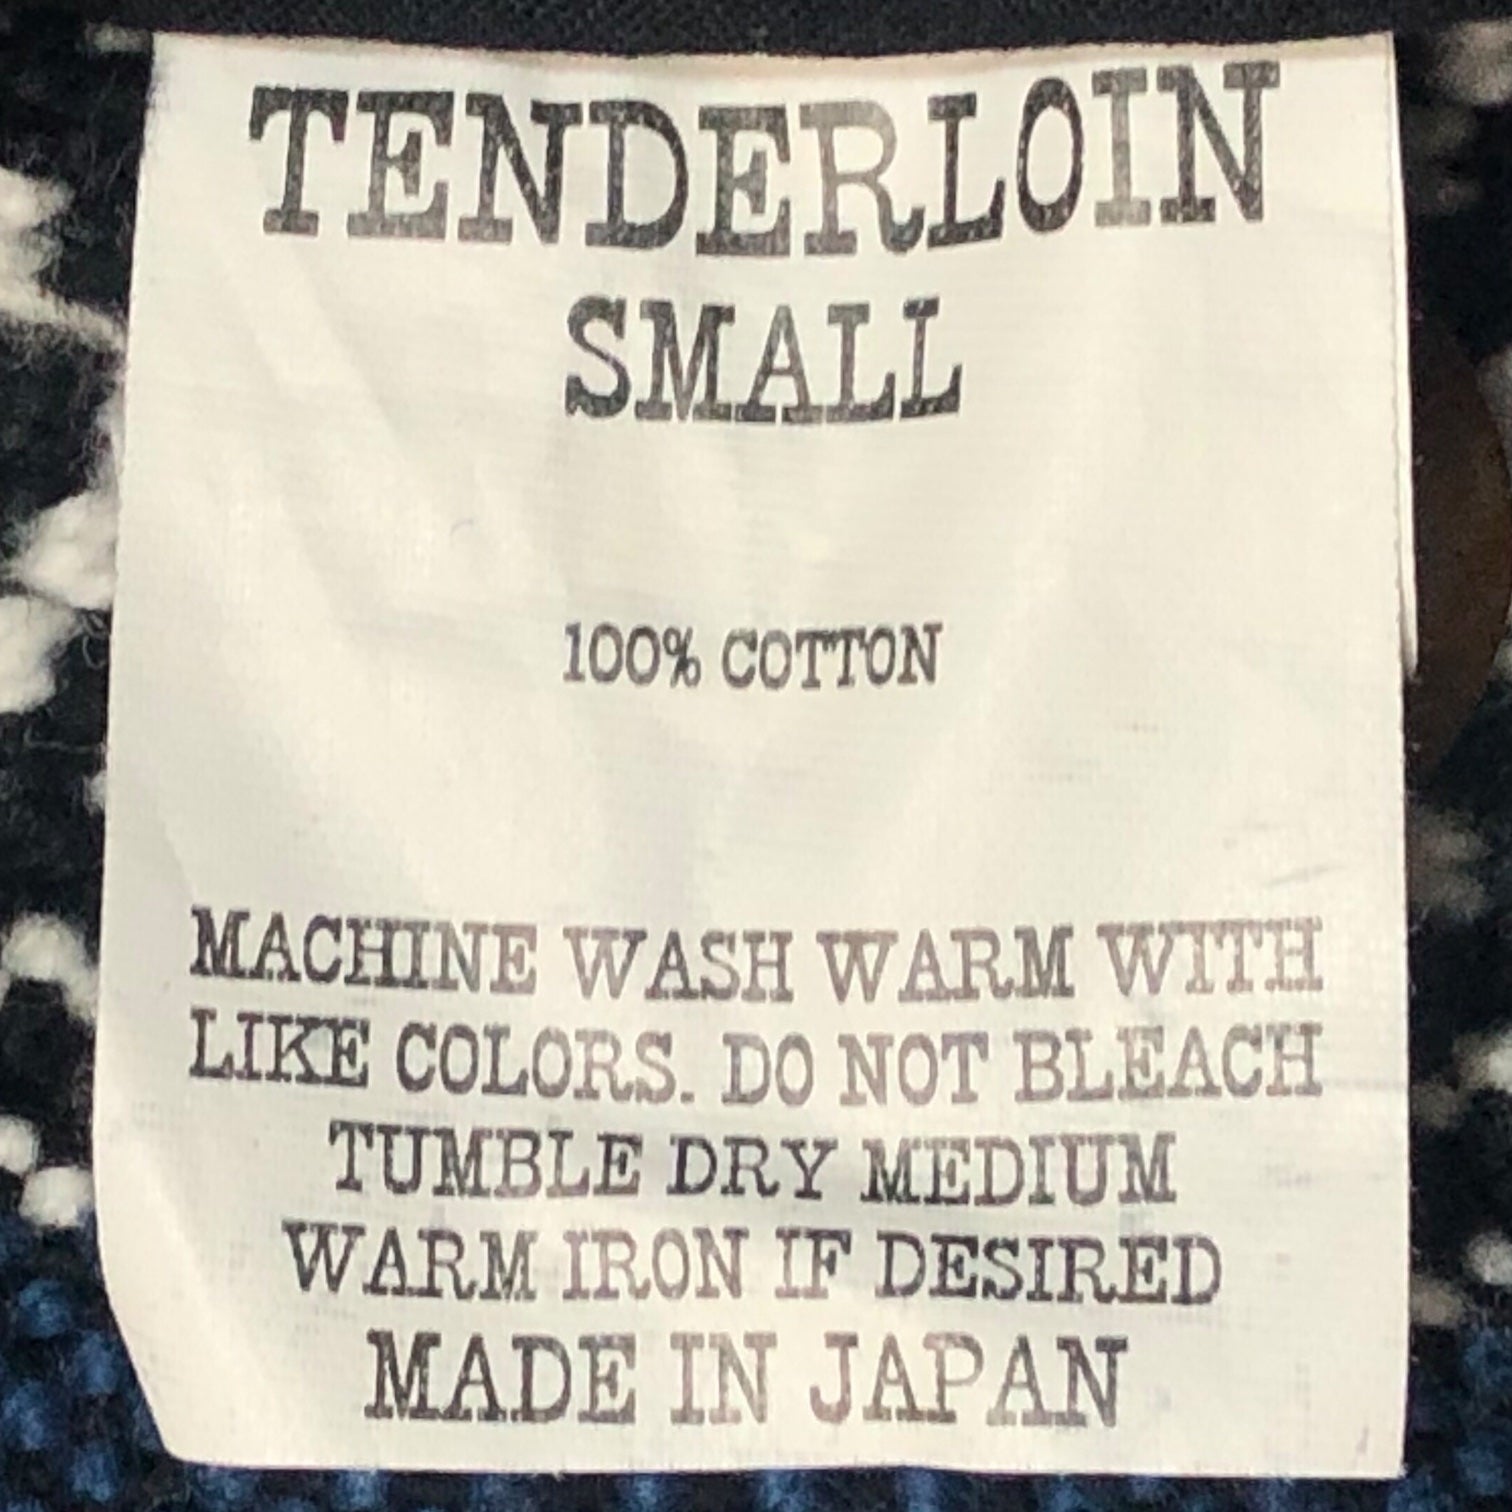 TENDERLOIN
SMALL
100% COTTON
MACHINE WASH WARM WITH
LIKE COLORS. DO NOT BLEACH
TUMBLE DRY MEDIUM
WARM IRON IF DESIRED
MADE IN JAPAN